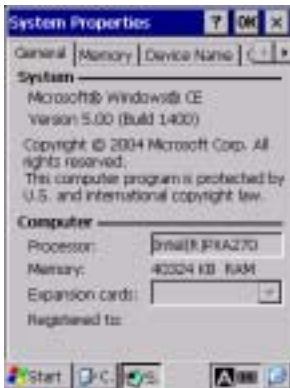 System Properties ? OK ×
General Memory Device Name
System
Microsoft® Windows® CE
Version 5.00 (Build 1400)
Copyright © 2004 Microsoft Corp. All
rights reserved.
This computer program is protected by
U.S. and international copyright law.
Computer
Processor: Intel(R)PXA270
Memory: 40324 KB RAM
Expansion cards:
Registered to:
Start C. S.
A